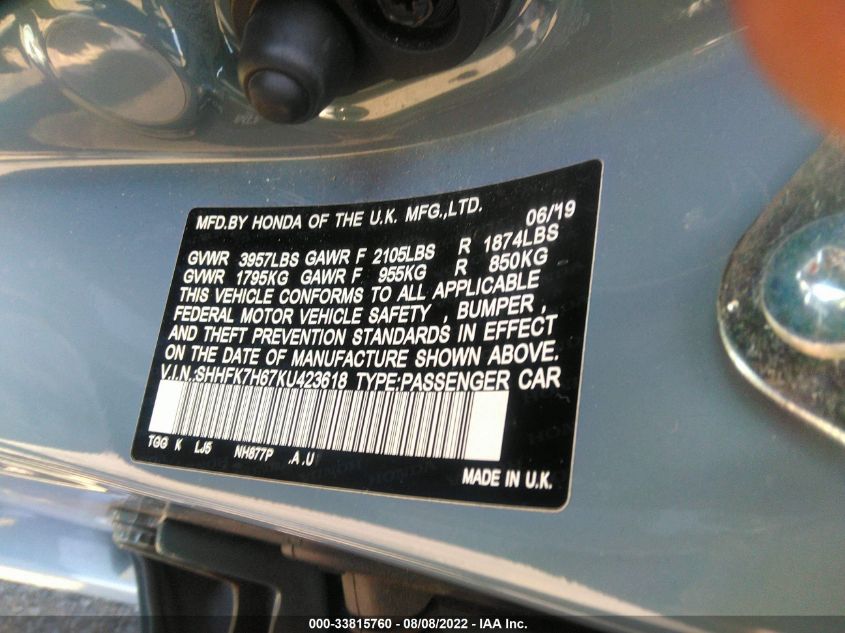 MFD.BY HONDA OF THE U.K. MFG.,LTD. 06/19
GVWR 3957LBS GAWR F 2105LBS R 1874LBS
GVWR 1795KG GAWR F 955KG R 850KG
THIS VEHICLE CONFORMS TO ALL APPLICABLE
FEDERAL MOTOR VEHICLE SAFETY , BUMPER ,
AND THEFT PREVENTION STANDARDS IN EFFECT
ON THE DATE OF MANUFACTURE SHOWN ABOVE.
V.I.N.:SHHFK7H67KU423618 TYPE:PASSENGER CAR
TGG K LJ5 NH877P .A .U
MADE IN U.K.
000-33815760 - 08/08/2022 - IAA Inc.